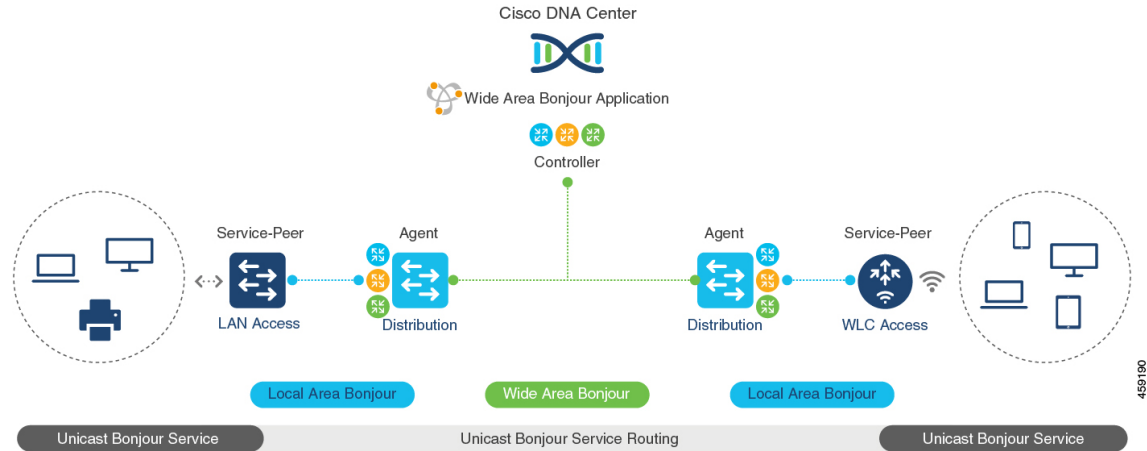 Cisco DNA Center
Wide Area Bonjour Application
Controller
Service-Peer
Agent
Agent
Service-Peer
LAN Access
Distribution
Distribution
WLC Access
Local Area Bonjour
Wide Area Bonjour
Local Area Bonjour
Unicast Bonjour Service
Unicast Bonjour Service Routing
Unicast Bonjour Service
459190